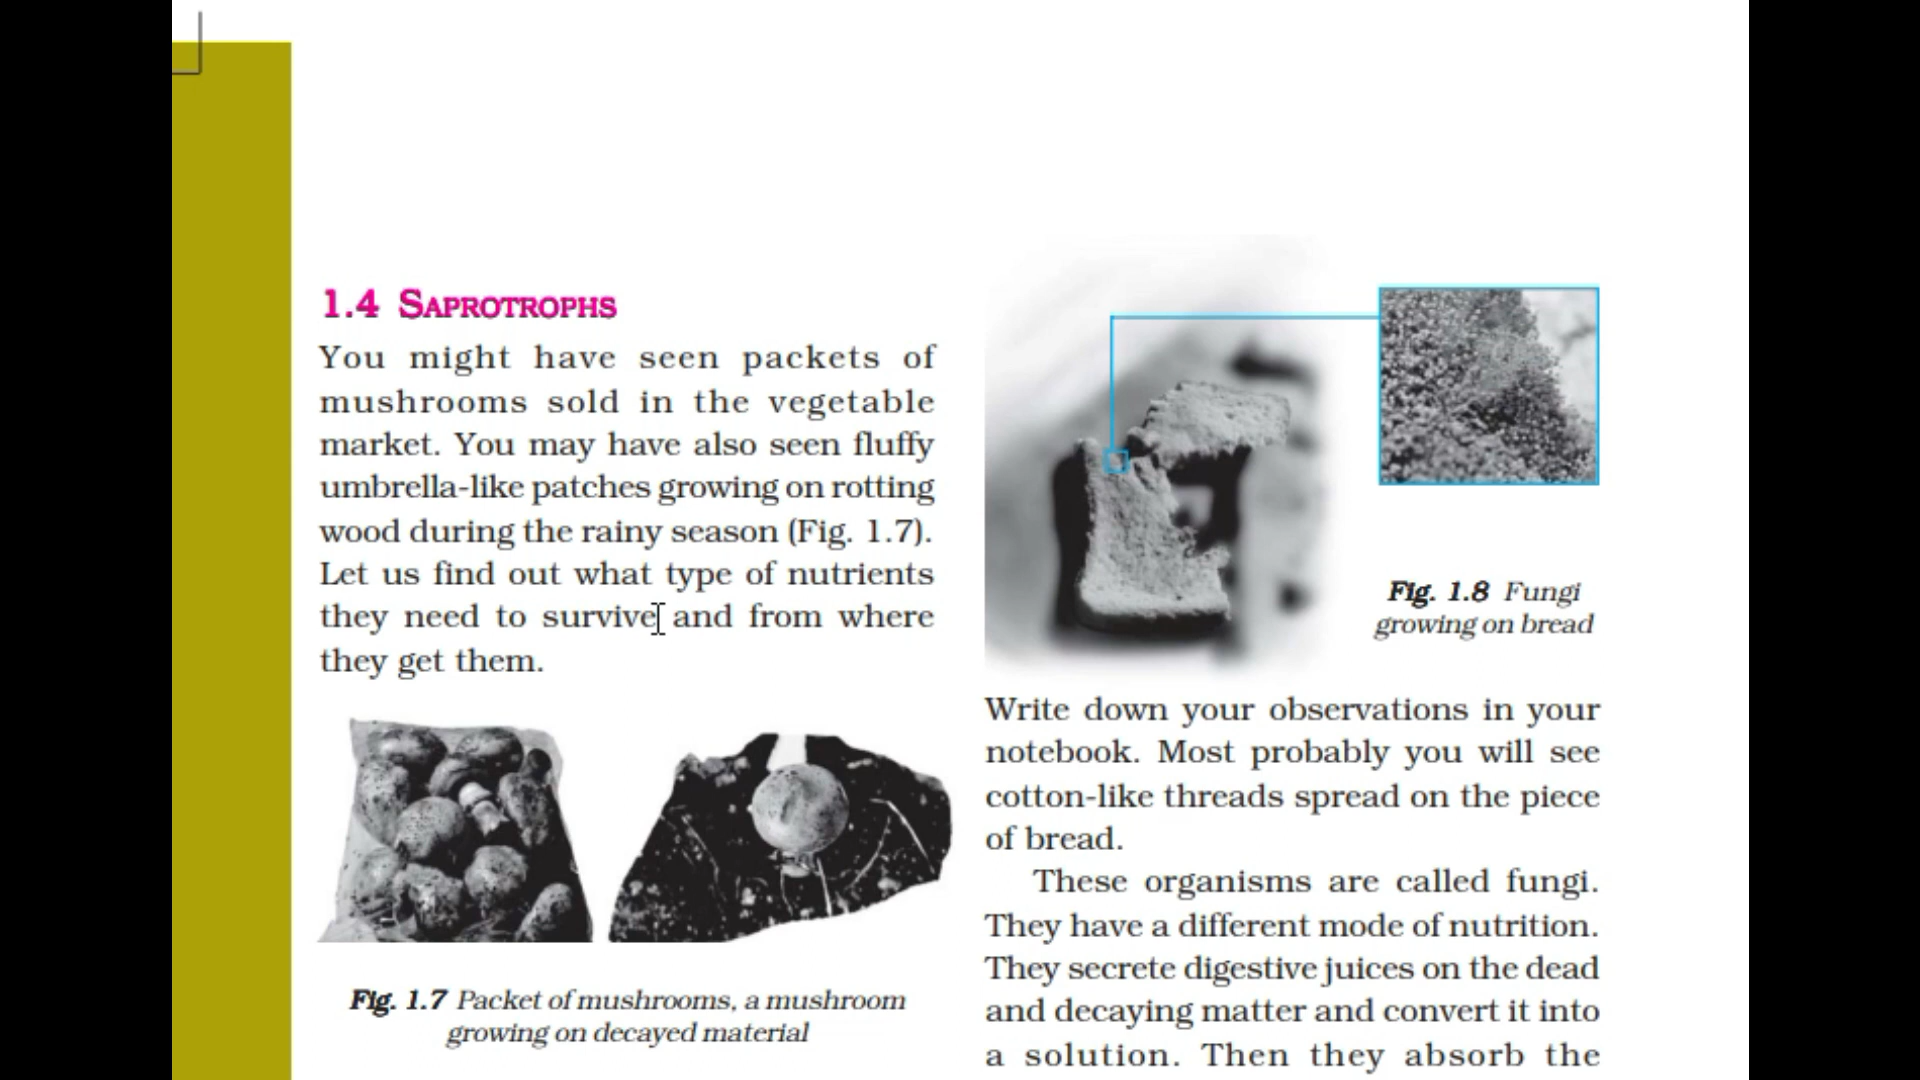 1.4 SAPROTROPHS
You might have seen packets of
mushrooms sold in the vegetable
market. You may have also seen fluffy
umbrella-like patches growing on rotting
wood during the rainy season (Fig. 1.7).
Let us find out what type of nutrients
they need to survive and from where
they get them.
Fig. 1.7 Packet of mushrooms, a mushroom
growing on decayed material
Fig. 1.8 Fungi
growing on bread
Write down your observations in your
notebook. Most probably you will see
cotton-like threads spread on the piece
of bread.
These organisms are called fungi.
They have a different mode of nutrition.
They secrete digestive juices on the dead
and decaying matter and convert it into
a solution. Then they absorb the